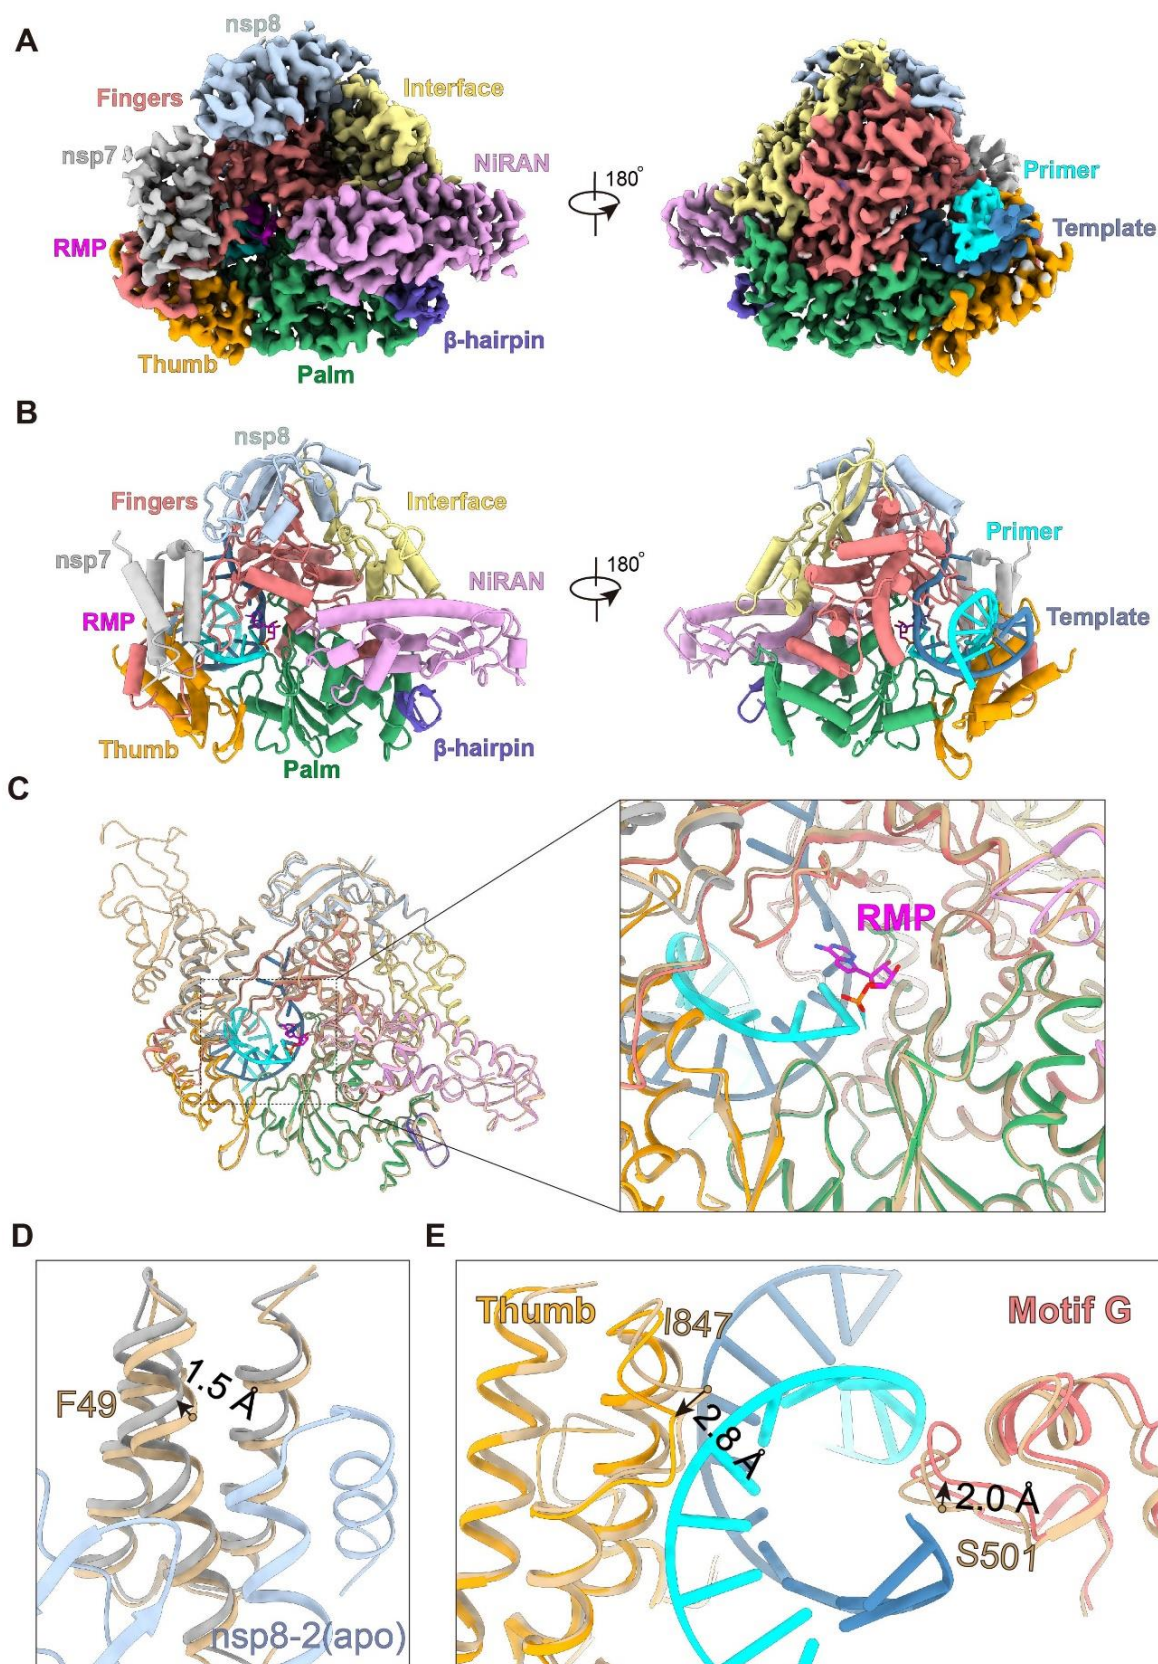 A
nsp8
Fingers
Interface
nsp7
NiRAN
RMP
Thumb
Palm
β-hairpin
180°
Primer
Template
B
nsp8
Fingers
Interface
nsp7
NiRAN
RMP
Thumb
Palm
β-hairpin
180°
Primer
Template
C
RMP
D
F49
1.5 Å
nsp8-2(apo)
E
Thumb
I847
2.8 Å
Motif G
2.0 Å
S501